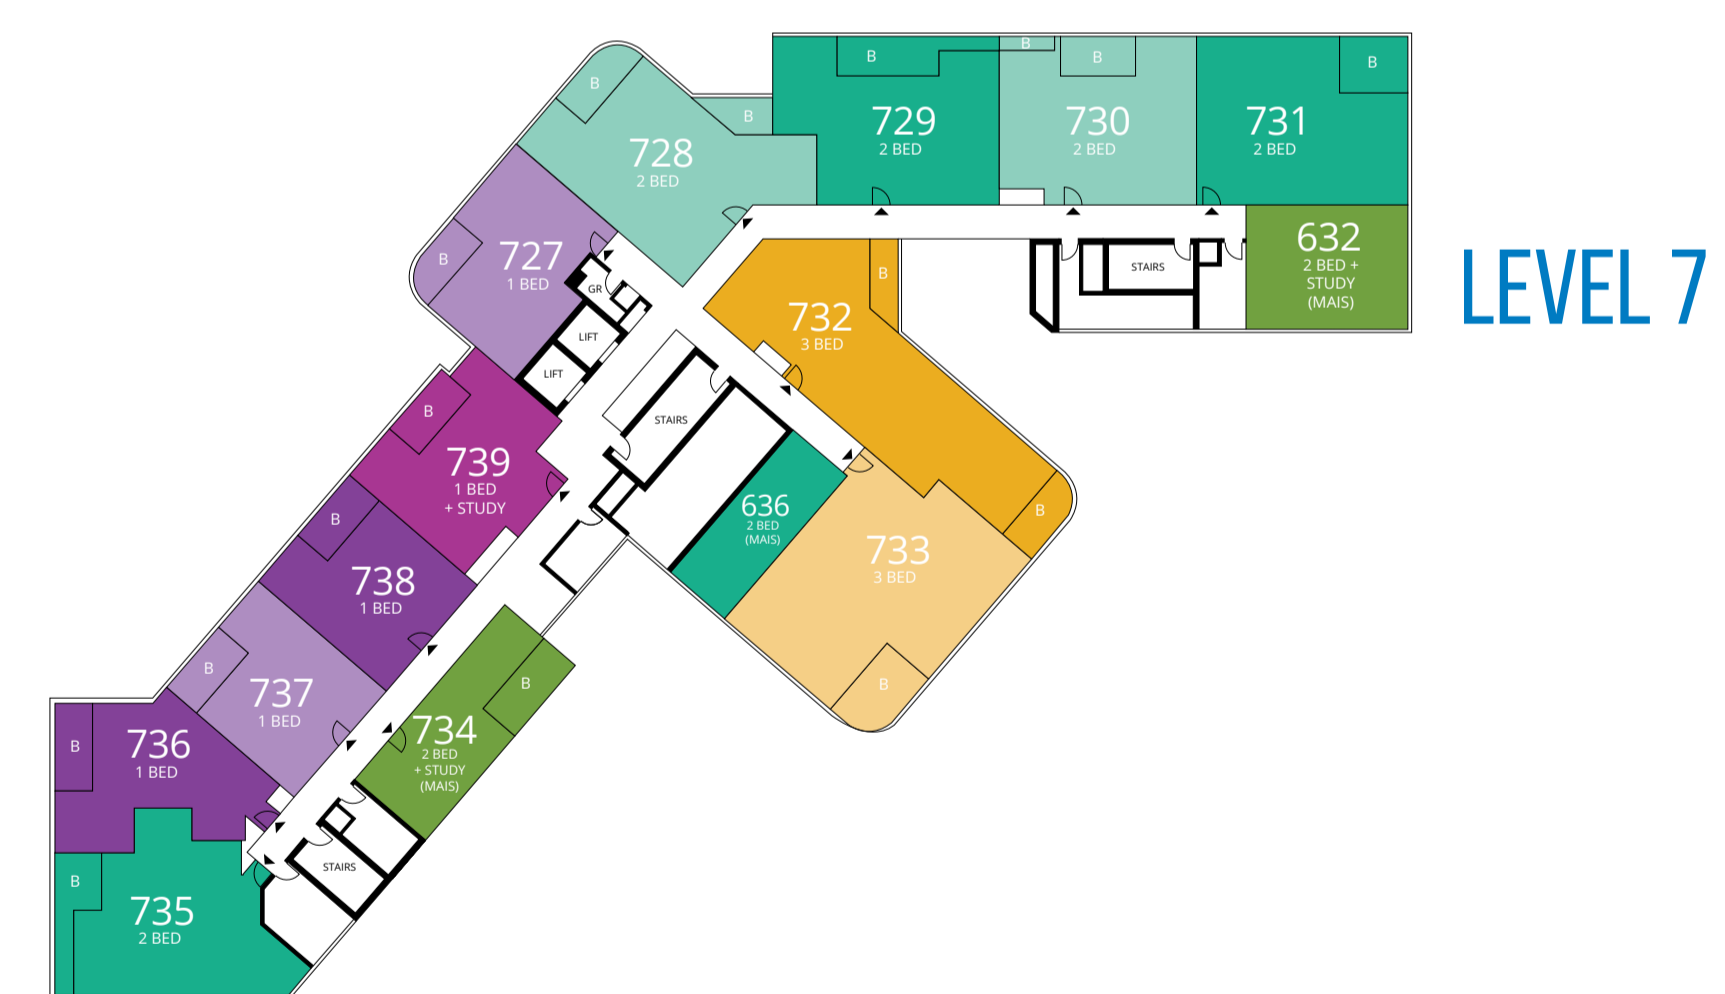 B
B
B
B
B
B
729
2 BED
730
2 BED
731
2 BED
728
2 BED
727
1 BED
B
GR
LIFT
LIFT
B
732
3 BED
STAIRS
632
2 BED +
STUDY
(MAIS)
LEVEL 7
B
739
1 BED
+ STUDY
STAIRS
636
2 BED
(MAIS)
B
B
733
3 BED
738
1 BED
B
B
737
1 BED
B
734
2 BED
+ STUDY
(MAIS)
B
736
1 BED
STAIRS
B
735
2 BED